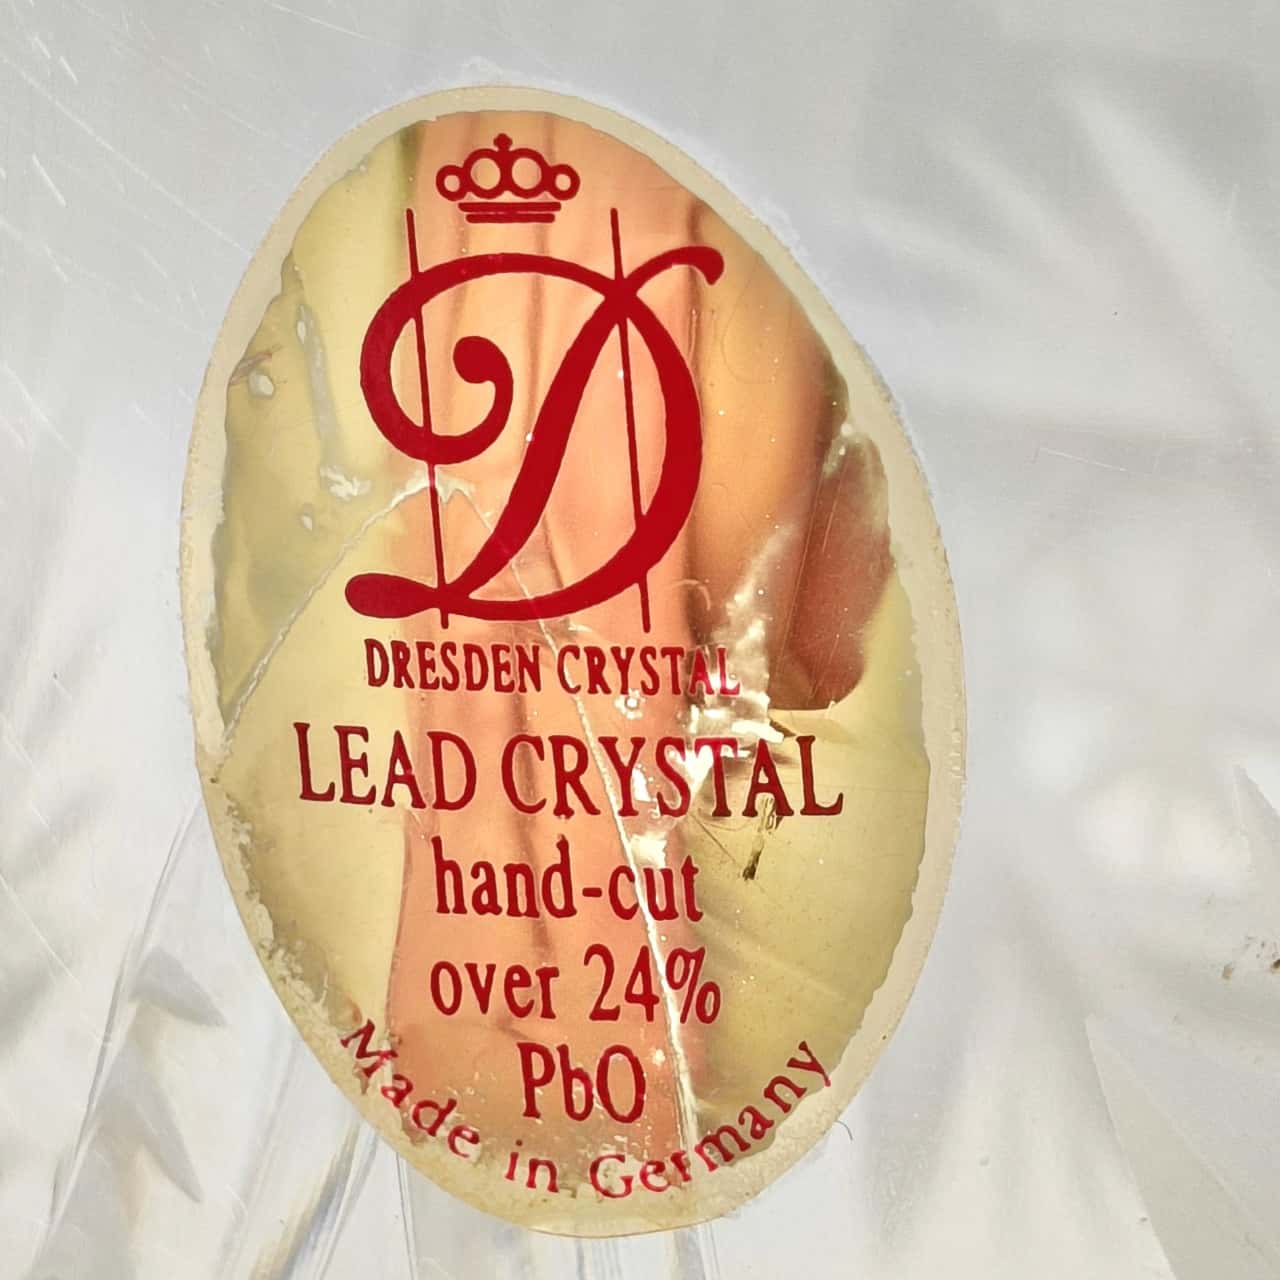 D
DRESDEN CRYSTAL
LEAD CRYSTAL
hand-cut
over 24%
PbO
Made in Germany